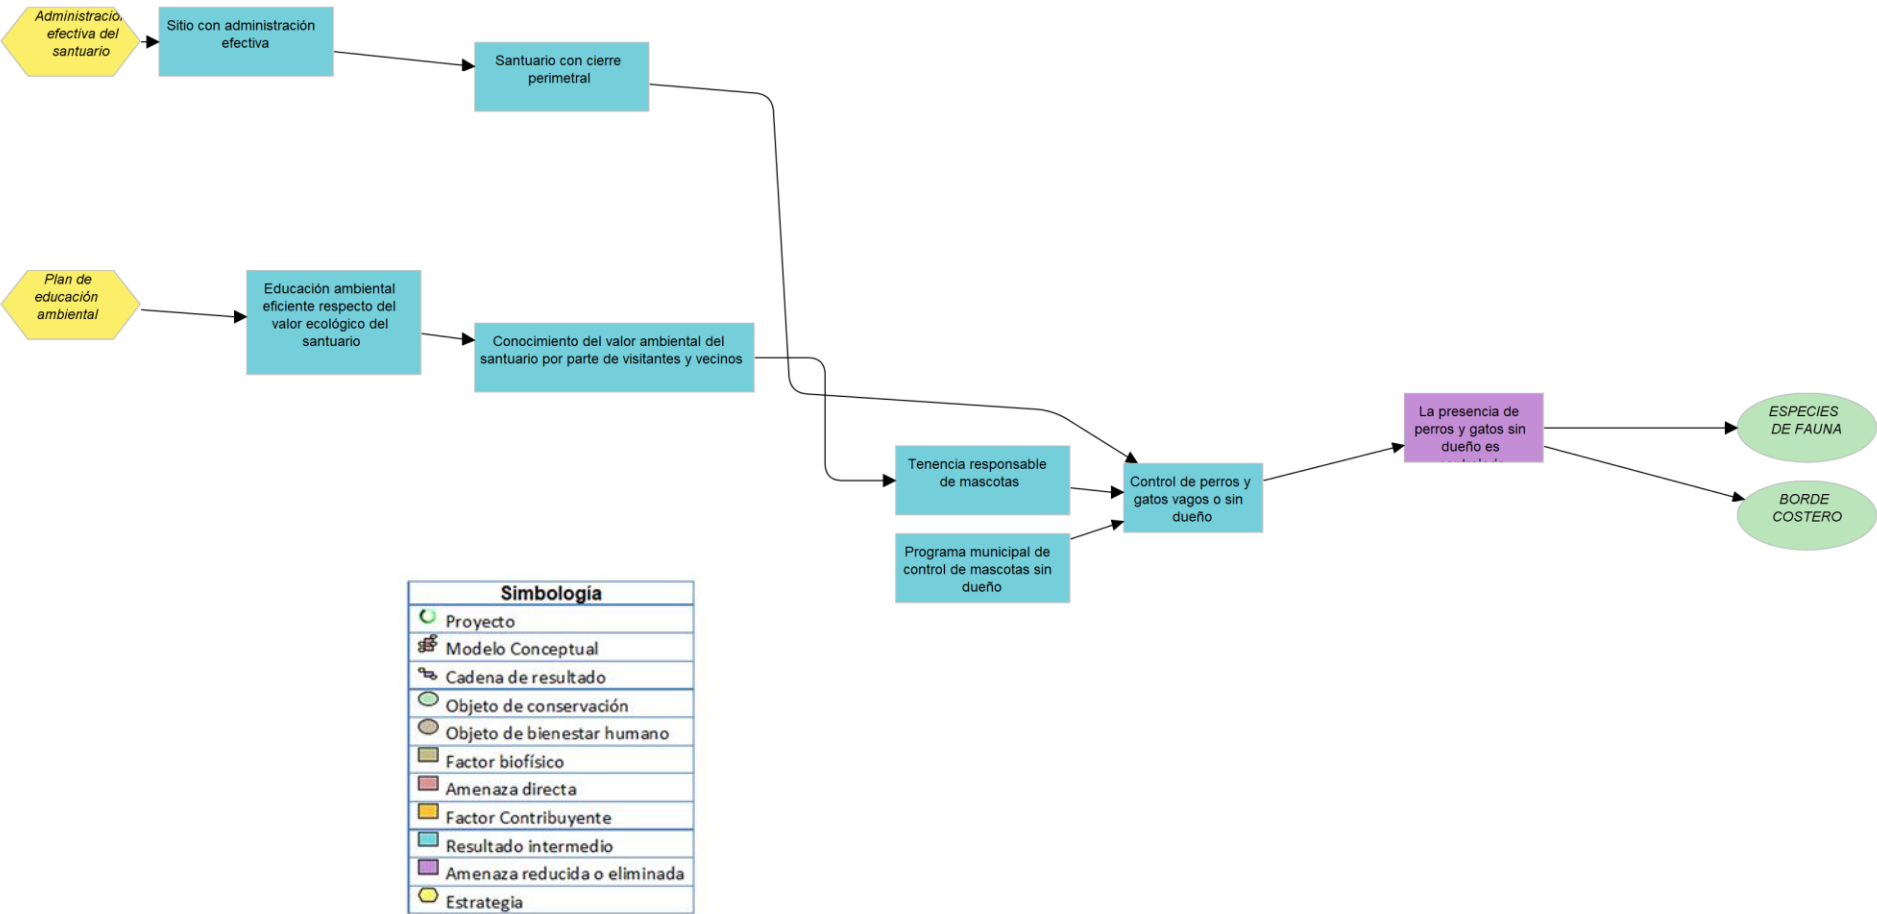 Administración
efectiva del
santuario
Sitio con administración
efectiva
Santuario con cierre
perimetral
Plan de
educación
ambiental
Educación ambiental
eficiente respecto del
valor ecológico del
santuario
Conocimiento del valor ambiental del
santuario por parte de visitantes y vecinos
Tenencia responsable
de mascotas
Programa municipal de
control de mascotas sin
dueño
Control de perros y
gatos vagos o sin
dueño
La presencia de
perros y gatos sin
dueño es
ESPECIES
DE FAUNA
BORDE
COSTERO
Simbología
Proyecto
Modelo Conceptual
Cadena de resultado
Objeto de conservación
Objeto de bienestar humano
Factor biofísico
Amenaza directa
Factor Contribuyente
Resultado intermedio
Amenaza reducida o eliminada
Estrategia